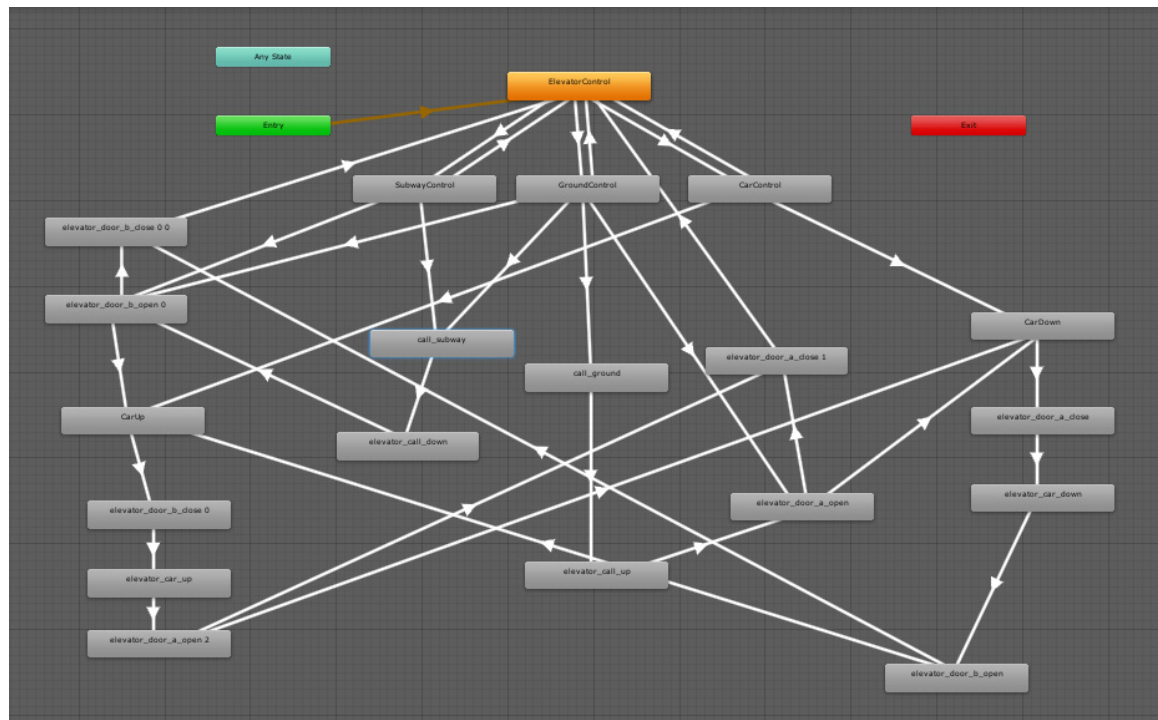 Any State
ElevatorControl
Entry
Exit
SubwayControl
GroundControl
CarControl
elevator_door_b_close 0 0
elevator_door_b_open 0
CarDown
call_subway
elevator_door_a_close 1
call_ground
CarUp
elevator_door_a_close
elevator_call_down
elevator_car_down
elevator_door_a_open
elevator_door_b_close 0
elevator_call_up
elevator_car_up
elevator_door_a_open 2
elevator_door_b_open